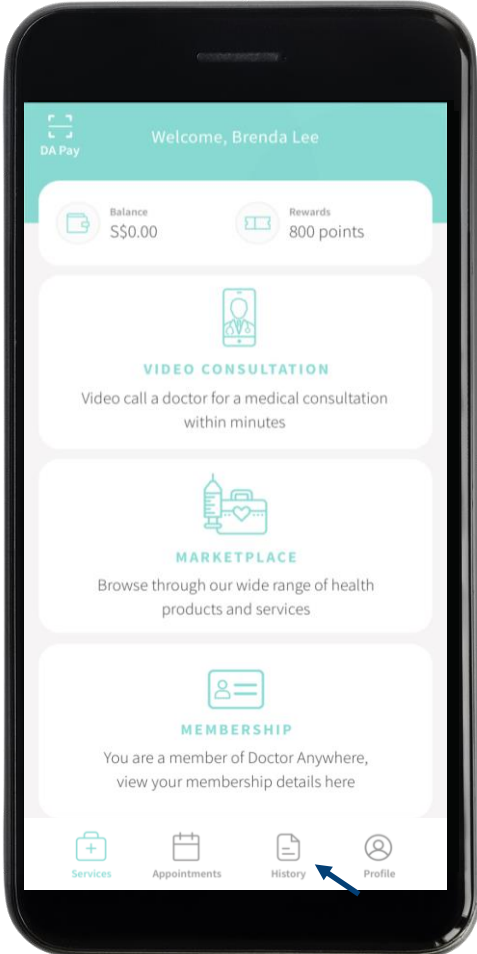 DA Pay
Welcome, Brenda Lee
Balance
S$0.00
Rewards
800 points
VIDEO CONSULTATION
Video call a doctor for a medical consultation
within minutes
MARKETPLACE
Browse through our wide range of health
products and services
MEMBERSHIP
You are a member of Doctor Anywhere,
view your membership details here
Services
Appointments
History
Profile